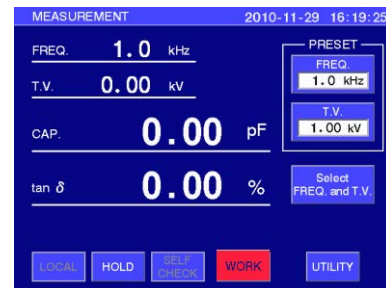 MEASUREMENT 2010-11-29 16:19:25
FREQ. 1.0 kHz
T.V. 0.00 kV
CAP. 0.00 pF
tan δ 0.00 %
PRESET
FREQ.
1.0 kHz
T.V.
1.00 kV
Select
FREQ. and T.V.
LOCAL HOLD SELF CHECK WORK UTILITY